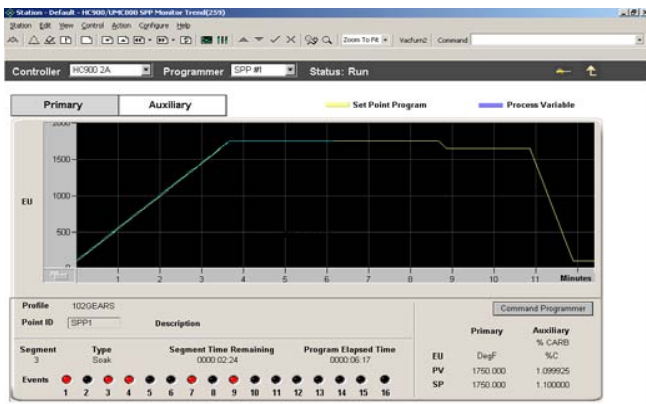 Station - Default - HC900/UMC800 SPP Monitor Trend(259)
Station Edit View Control Action Configure Help
Zoom To Fit Vacfurn2 Command
Controller HC900 2A Programmer SPP #1 Status: Run
Primary Auxiliary Set Point Program Process Variable
2000
1500
1000
EU
500
0
1 2 3 4 5 6 7 8 9 10 11 Minutes
Profile 102GEARS
Command Programmer
Point ID SPP1 Description
Primary Auxiliary
% CARB
Segment Type Segment Time Remaining Program Elapsed Time
3 Soak 0000:02:24 0000:06:17
EU DegF %C
PV 1750.000 1.099925
SP 1750.000 1.100000
Events
1 2 3 4 5 6 7 8 9 10 11 12 13 14 15 16